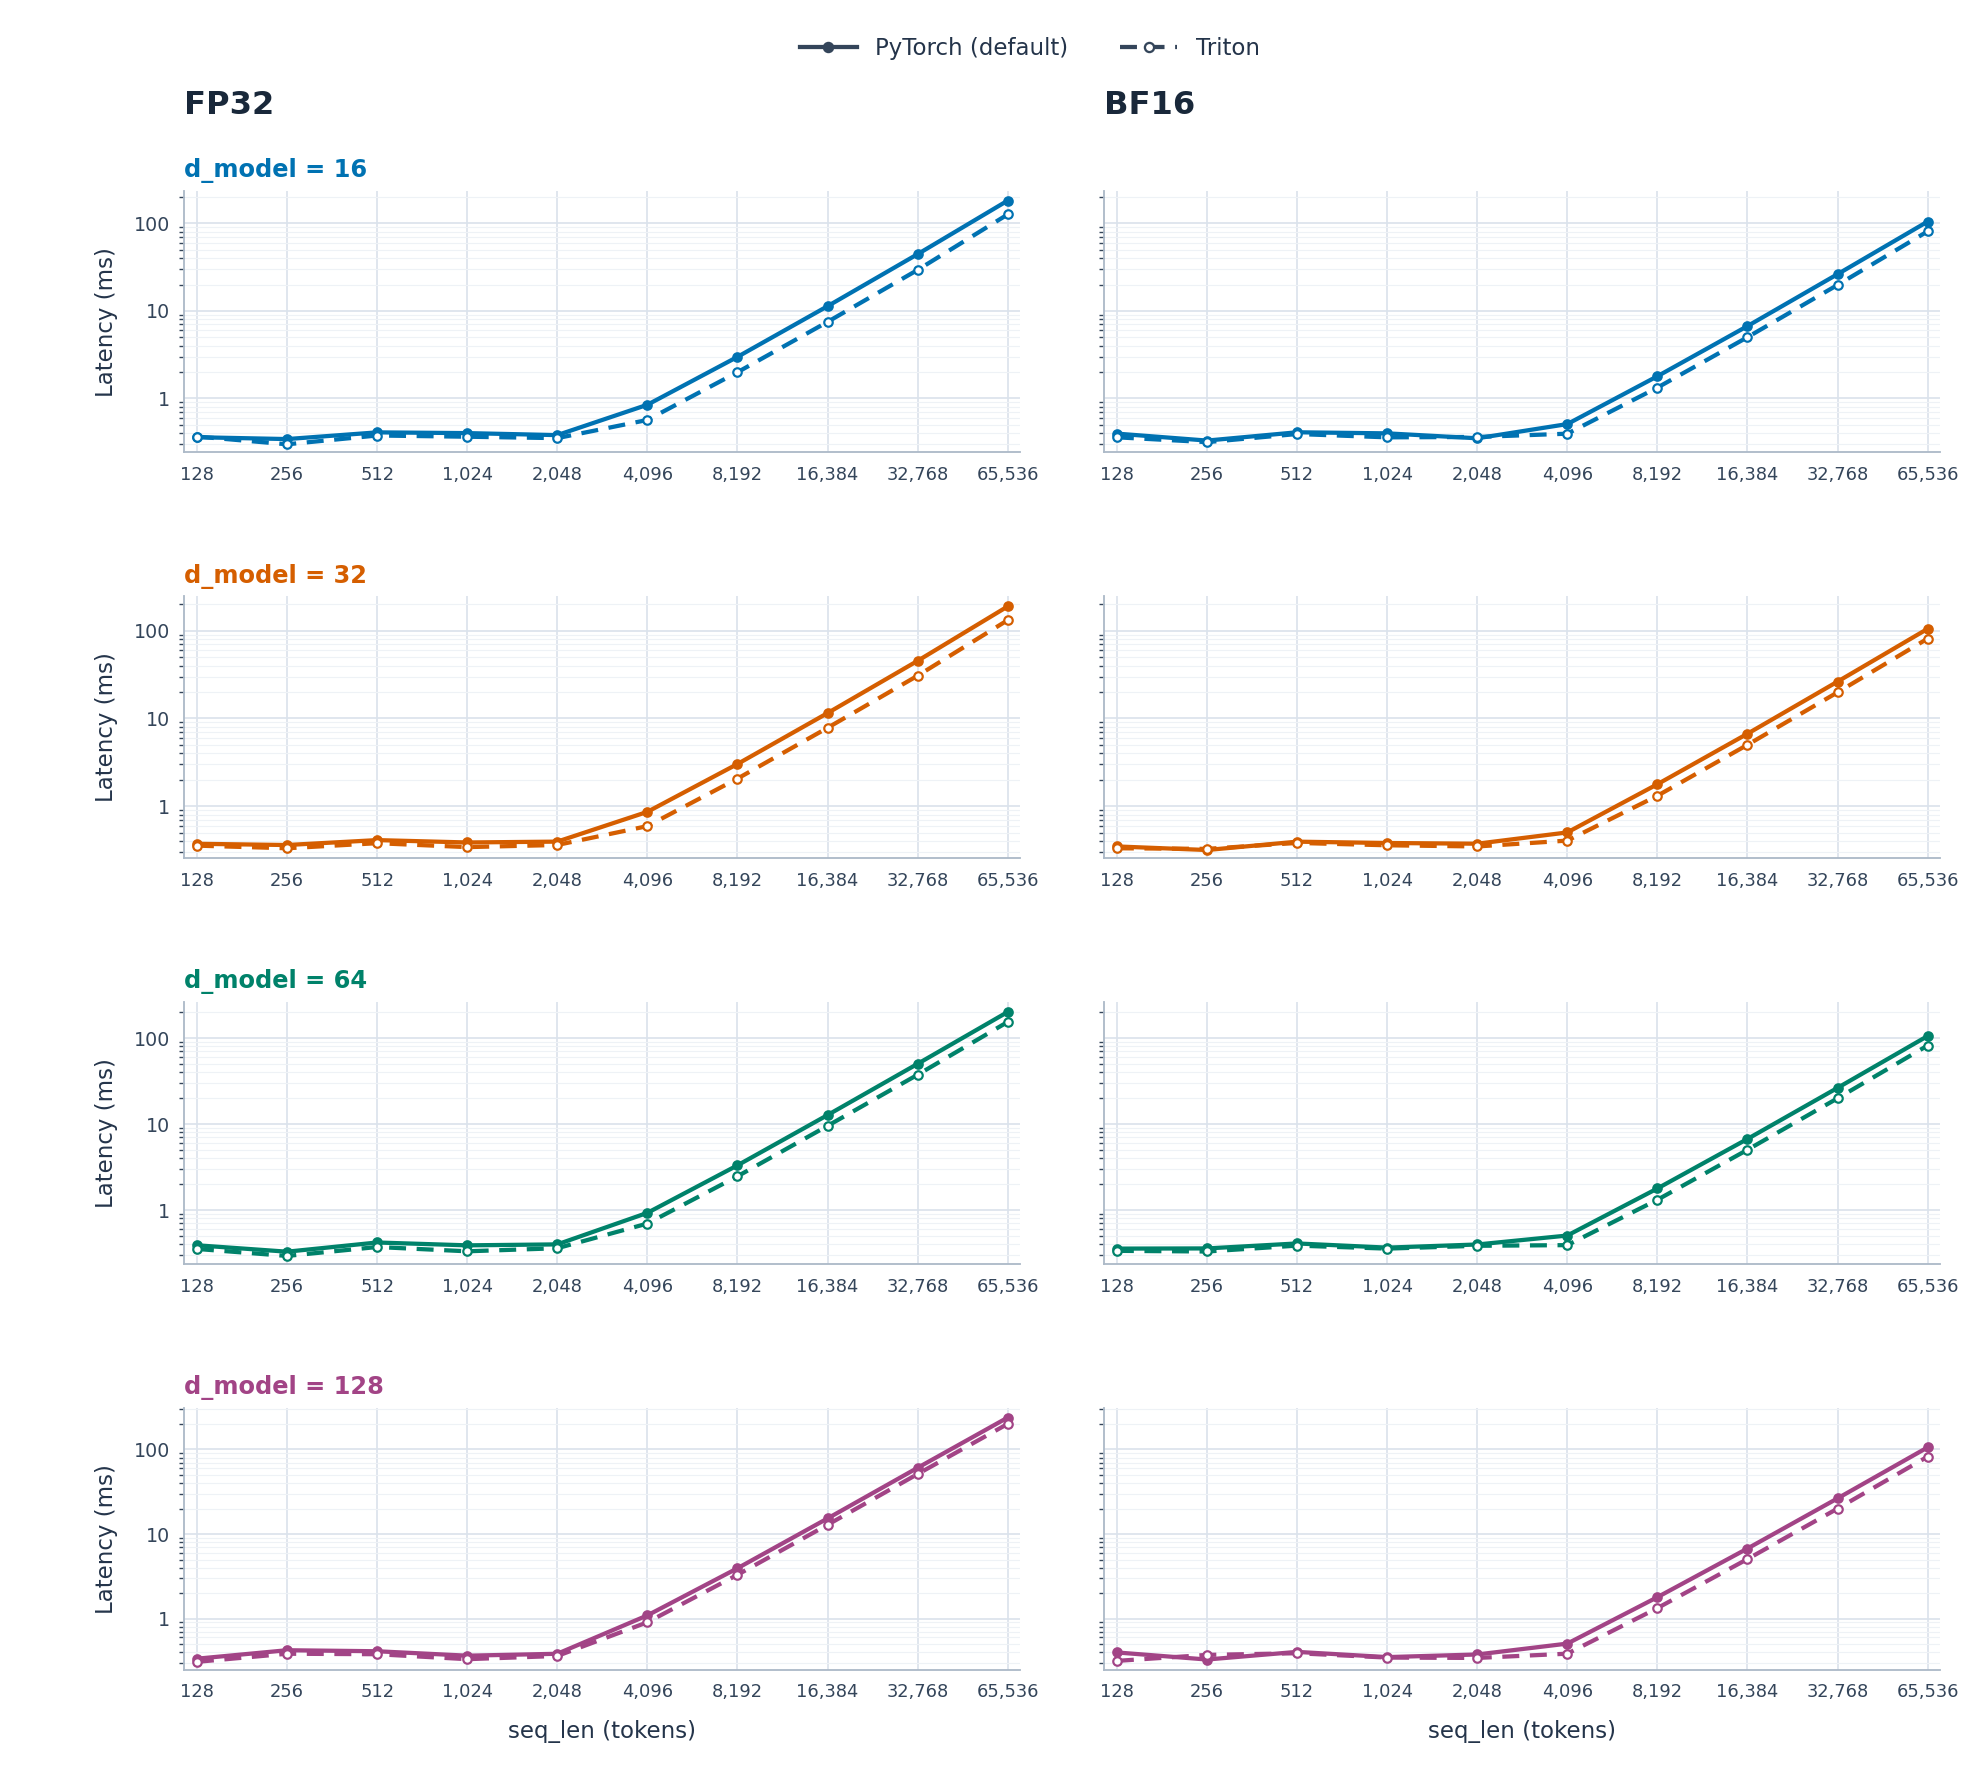 PyTorch (default) Triton
FP32 BF16
d_model = 16
Latency (ms)
100
10
1
128 256 512 1,024 2,048 4,096 8,192 16,384 32,768 65,536
128 256 512 1,024 2,048 4,096 8,192 16,384 32,768 65,536
d_model = 32
Latency (ms)
100
10
1
128 256 512 1,024 2,048 4,096 8,192 16,384 32,768 65,536
128 256 512 1,024 2,048 4,096 8,192 16,384 32,768 65,536
d_model = 64
Latency (ms)
100
10
1
128 256 512 1,024 2,048 4,096 8,192 16,384 32,768 65,536
128 256 512 1,024 2,048 4,096 8,192 16,384 32,768 65,536
d_model = 128
Latency (ms)
100
10
1
128 256 512 1,024 2,048 4,096 8,192 16,384 32,768 65,536
128 256 512 1,024 2,048 4,096 8,192 16,384 32,768 65,536
seq_len (tokens) seq_len (tokens)